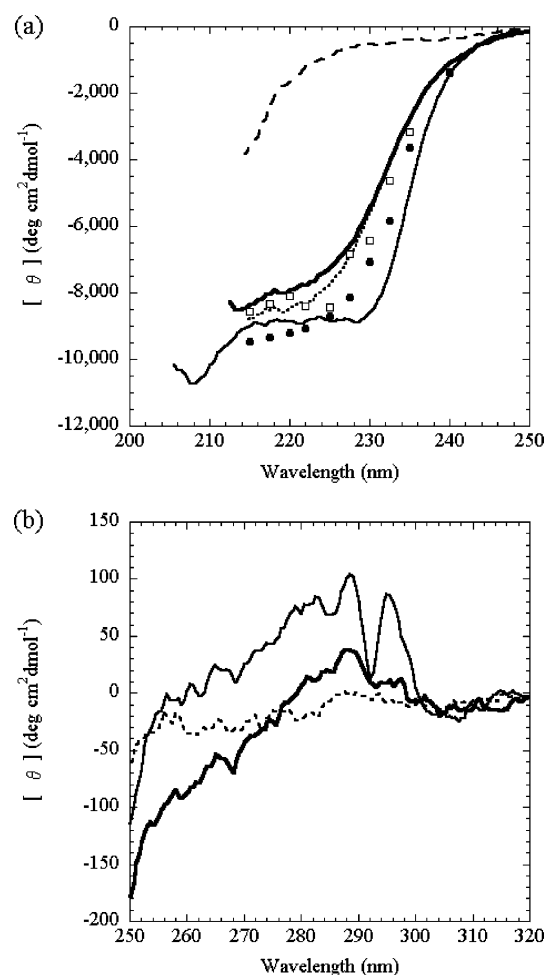 (a)
0
-2,000
-4,000
-6,000
-8,000
-10,000
-12,000
[ θ ] (deg cm²dmol⁻¹)
200 210 220 230 240 250
Wavelength (nm)
(b)
150
100
50
0
-50
-100
-150
-200
[ θ ] (deg cm²dmol⁻¹)
250 260 270 280 290 300 310 320
Wavelength (nm)